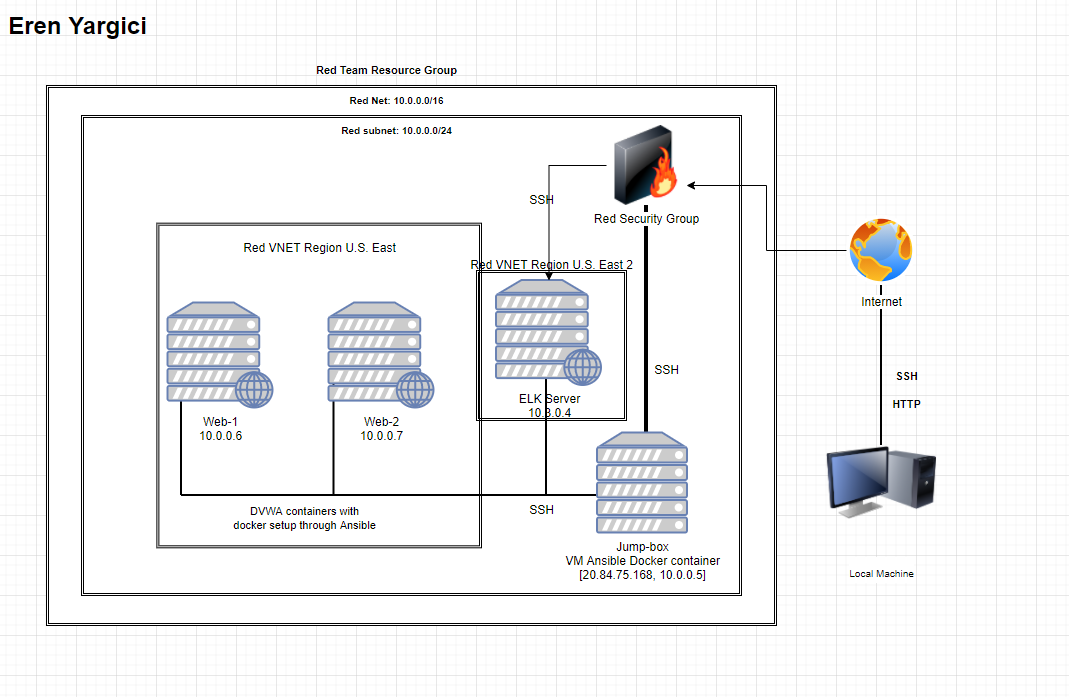 Eren Yargici
Red Team Resource Group
Red Net: 10.0.0.0/16
Red subnet: 10.0.0.0/24
SSH
Red Security Group
Red VNET Region U.S. East
Red VNET Region U.S. East 2
Internet
SSH
SSH
HTTP
ELK Server
10.3.0.4
Web-1
10.0.0.6
Web-2
10.0.0.7
DVWA containers with
docker setup through Ansible
SSH
Jump-box
VM Ansible Docker container
[20.84.75.168, 10.0.0.5]
Local Machine